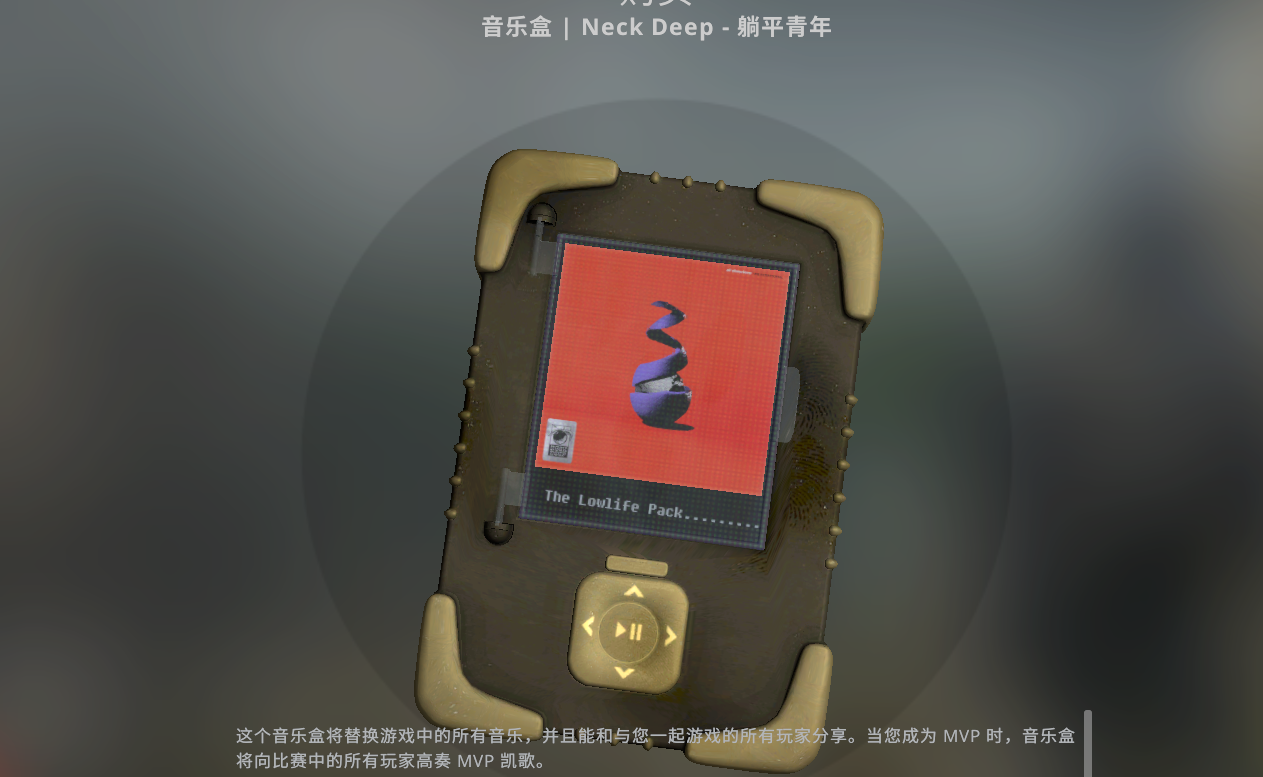 音乐盒 | Neck Deep - 躺平青年
The Lowlife Pack.........
这个音乐盒将替换游戏中的所有音乐，并且能和与您一起游戏的所有玩家分享。当您成为 MVP 时，音乐盒
将向比赛中的所有玩家高奏 MVP 凯歌。